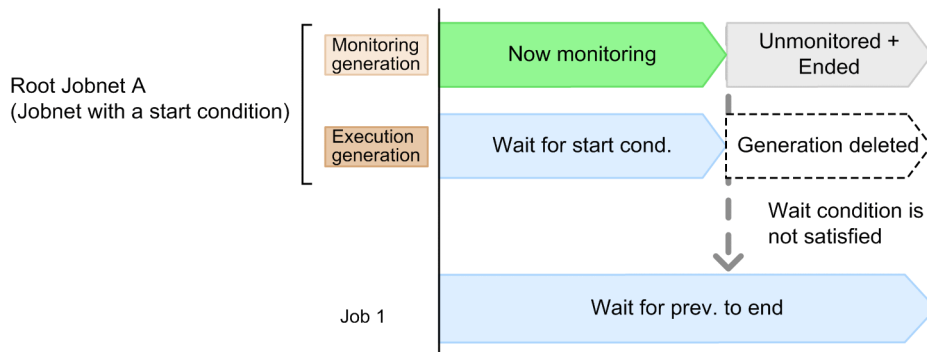 Root Jobnet A
(Jobnet with a start condition)
Monitoring
generation
Now monitoring
Unmonitored +
Ended
Execution
generation
Wait for start cond.
Generation deleted
Wait condition is
not satisfied
Job 1
Wait for prev. to end